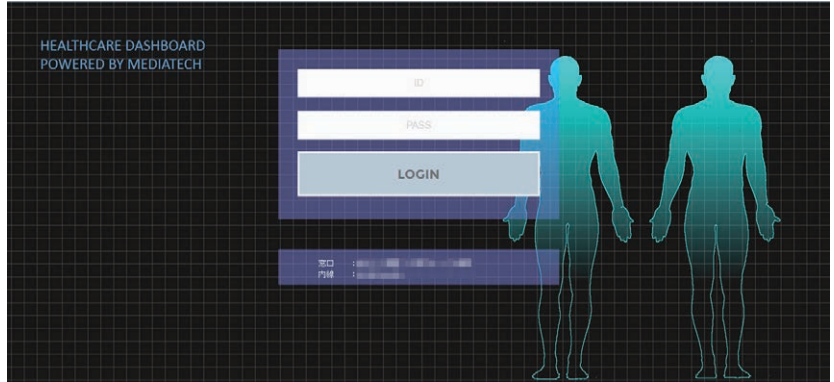 HEALTHCARE DASHBOARD
POWERED BY MEDIATECH
ID
PASS
LOGIN
窓口 :
内線 :